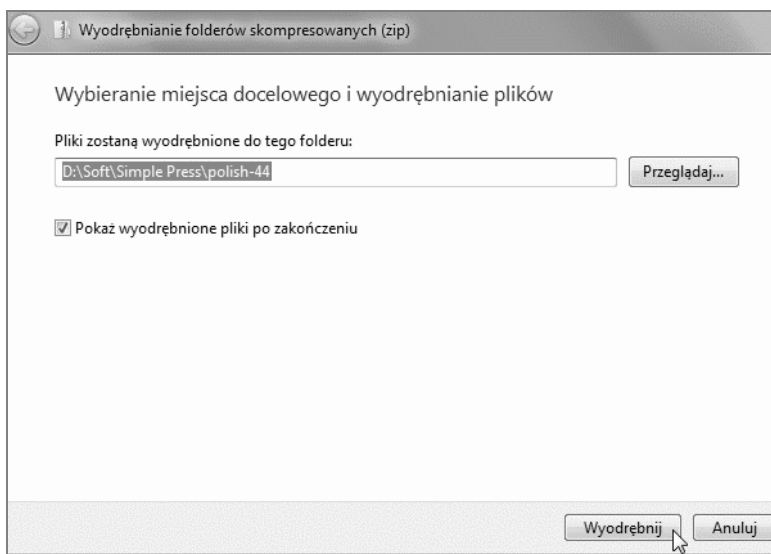 Wyodrębnianie folderów skompresowanych (zip)
Wybieranie miejsca docelowego i wyodrębnianie plików
Pliki zostaną wyodrębnione do tego folderu:
D:\Soft\Simple Press\polish-44
Przeglądaj...
Pokaż wyodrębnione pliki po zakończeniu
Wyodrębnij
Anuluj